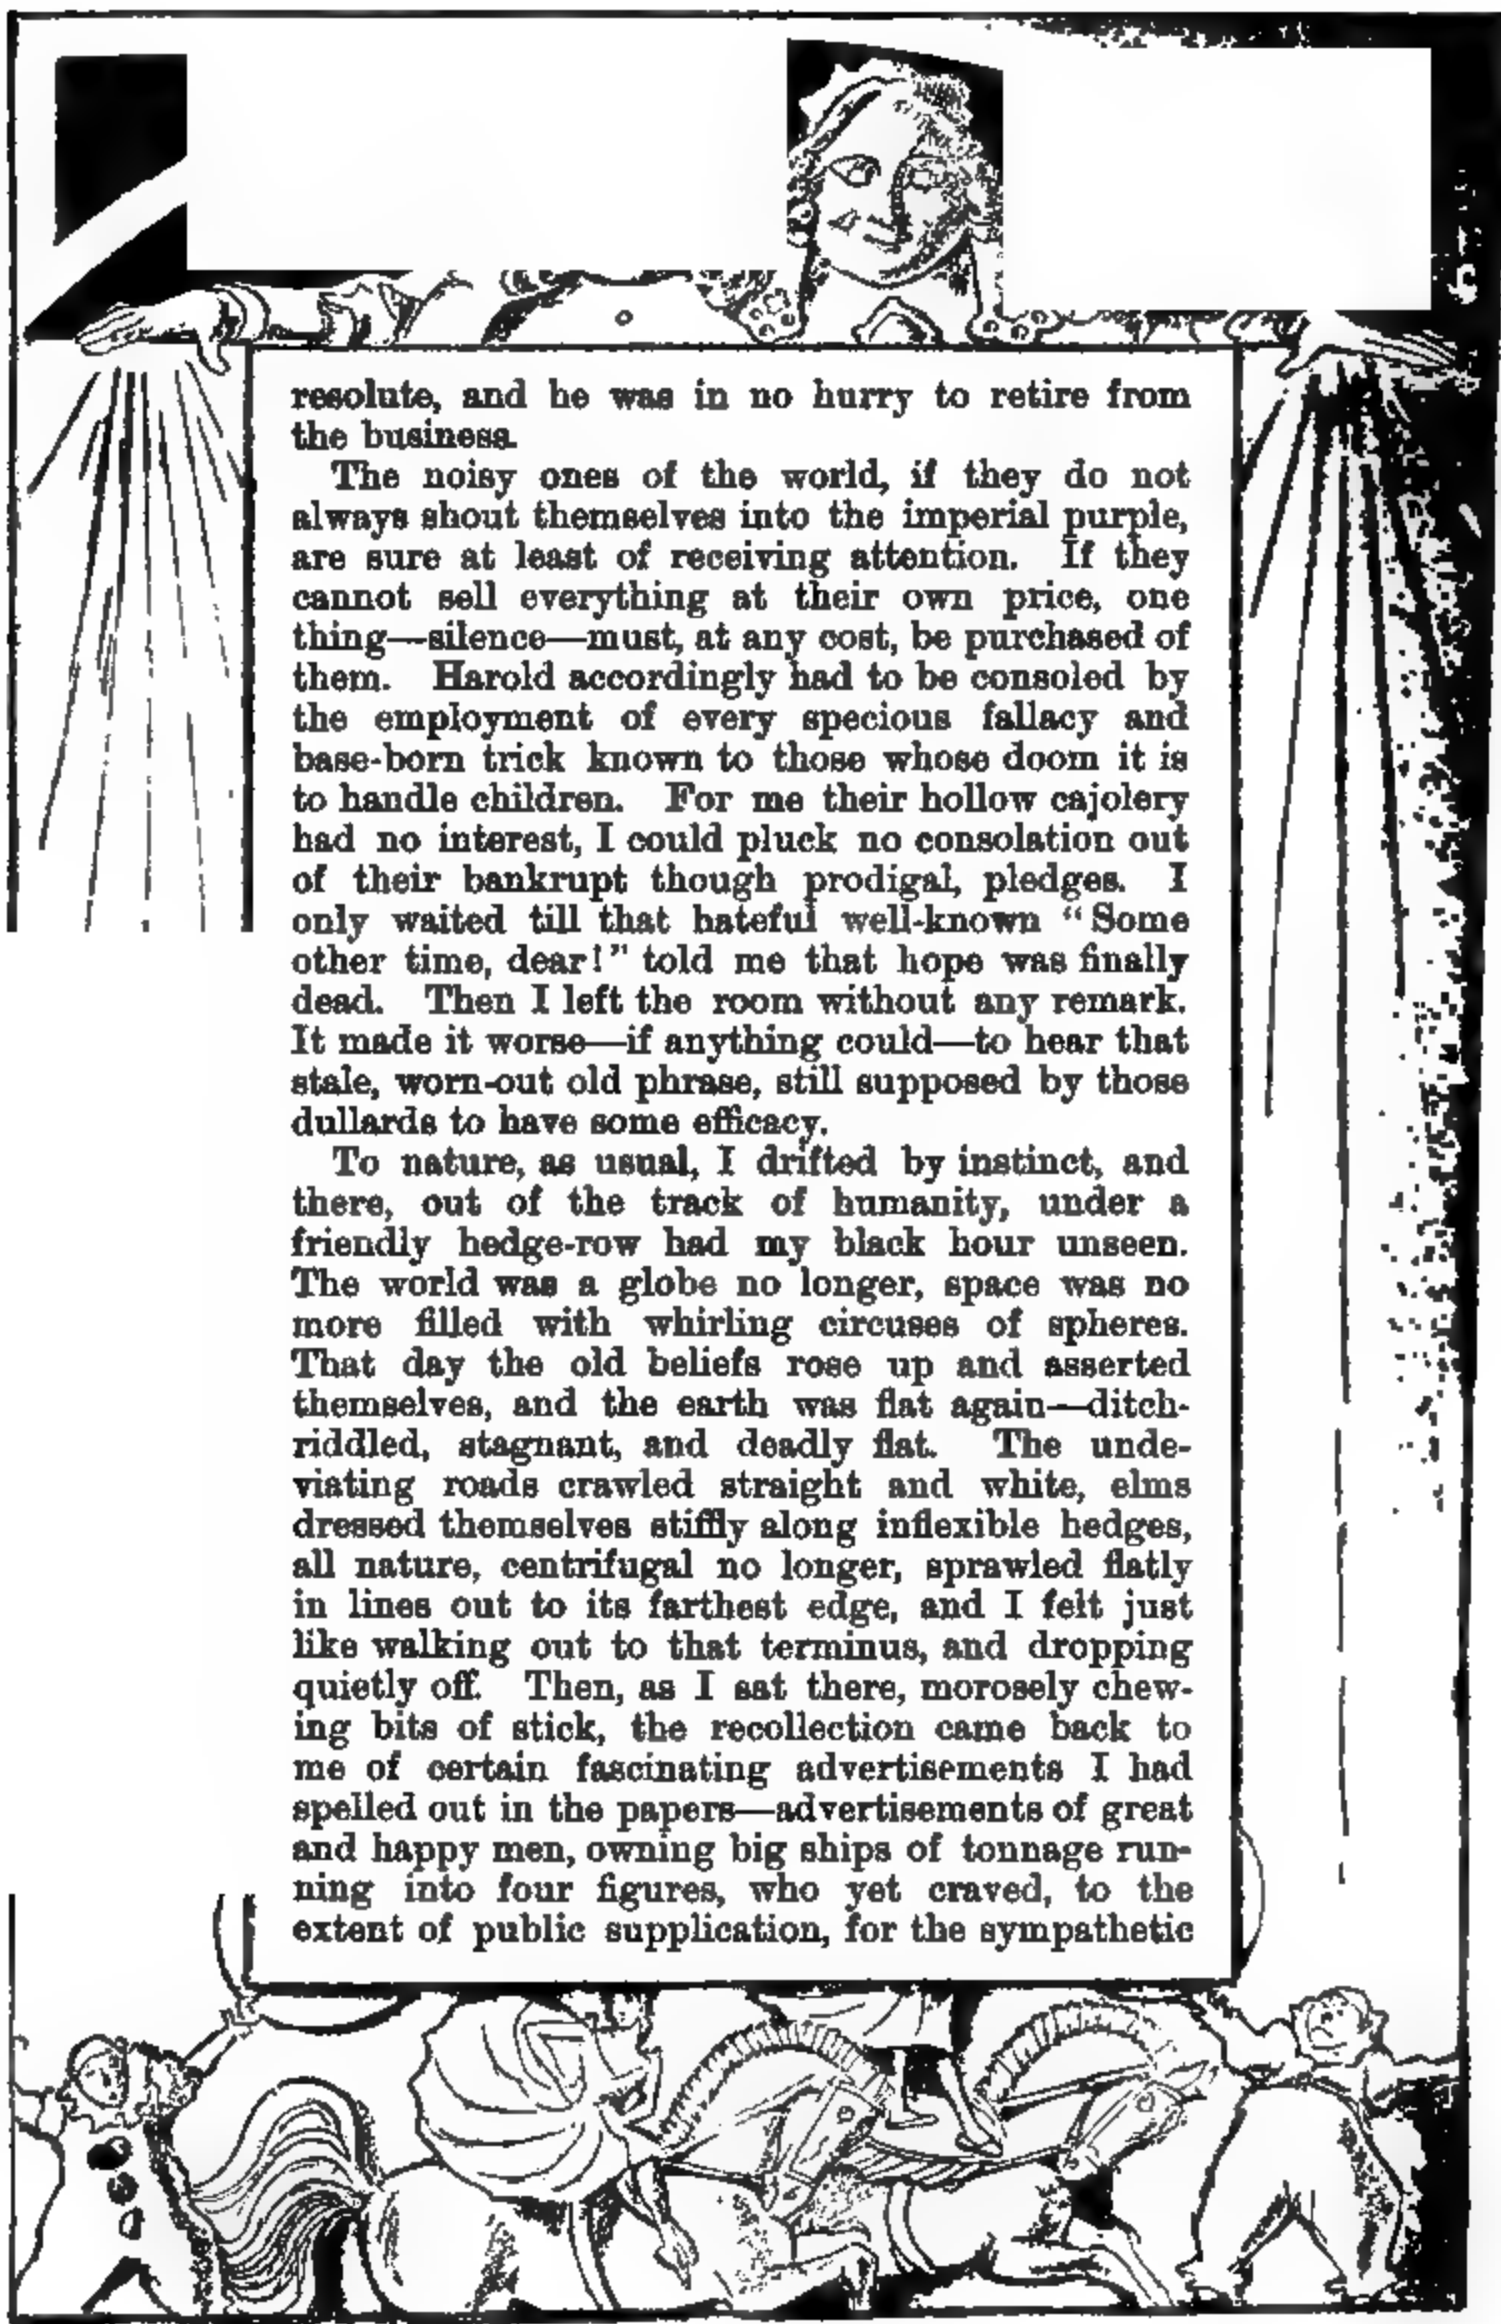 resolute, and he was in no hurry to retire from
the business.
The noisy ones of the world, if they do not
always shout themselves into the imperial purple,
are sure at least of receiving attention. If they
cannot sell everything at their own price, one
thing—silence—must, at any cost, be purchased of
them. Harold accordingly had to be consoled by
the employment of every specious fallacy and
base-born trick known to those whose doom it is
to handle children. For me their hollow cajolery
had no interest, I could pluck no consolation out
of their bankrupt though prodigal, pledges. I
only waited till that hateful well-known “Some
other time, dear!” told me that hope was finally
dead. Then I left the room without any remark.
It made it worse—if anything could—to hear that
stale, worn-out old phrase, still supposed by those
dullards to have some efficacy.
To nature, as usual, I drifted by instinct, and
there, out of the track of humanity, under a
friendly hedge-row had my black hour unseen.
The world was a globe no longer, space was no
more filled with whirling circuses of spheres.
That day the old beliefs rose up and asserted
themselves, and the earth was flat again—ditch-
riddled, stagnant, and deadly flat. The unde-
viating roads crawled straight and white, elms
dressed themselves stiffly along inflexible hedges,
all nature, centrifugal no longer, sprawled flatly
in lines out to its farthest edge, and I felt just
like walking out to that terminus, and dropping
quietly off. Then, as I sat there, morosely chew-
ing bits of stick, the recollection came back to
me of certain fascinating advertisements I had
spelled out in the papers—advertisements of great
and happy men, owning big ships of tonnage run-
ning into four figures, who yet craved, to the
extent of public supplication, for the sympathetic